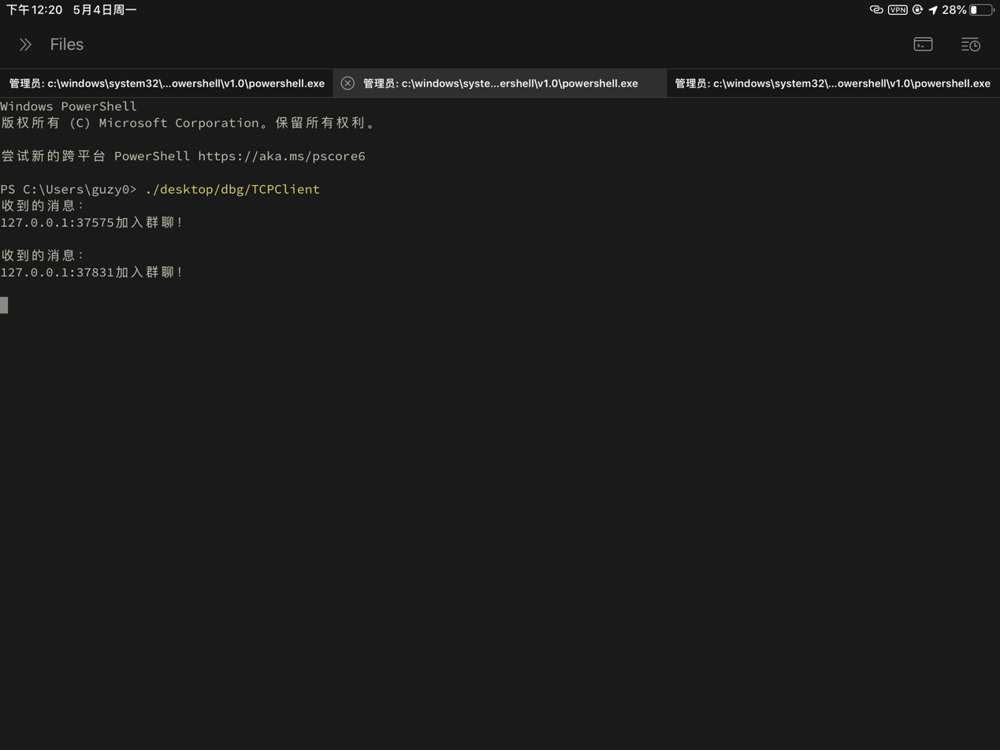 下午12:20 5月4日周一
VPN 28%
Files
管理员: c:\windows\system32\...owershell\v1.0\powershell.exe
管理员: c:\windows\syste...ershell\v1.0\powershell.exe
管理员: c:\windows\system32\...owershell\v1.0\powershell.exe
Windows PowerShell
版权所有 (C) Microsoft Corporation。保留所有权利。
尝试新的跨平台 PowerShell https://aka.ms/pscore6
PS C:\Users\guzy0> ./desktop/dbg/TCPClient
收到的消息：
127.0.0.1:37575加入群聊！
收到的消息：
127.0.0.1:37831加入群聊！